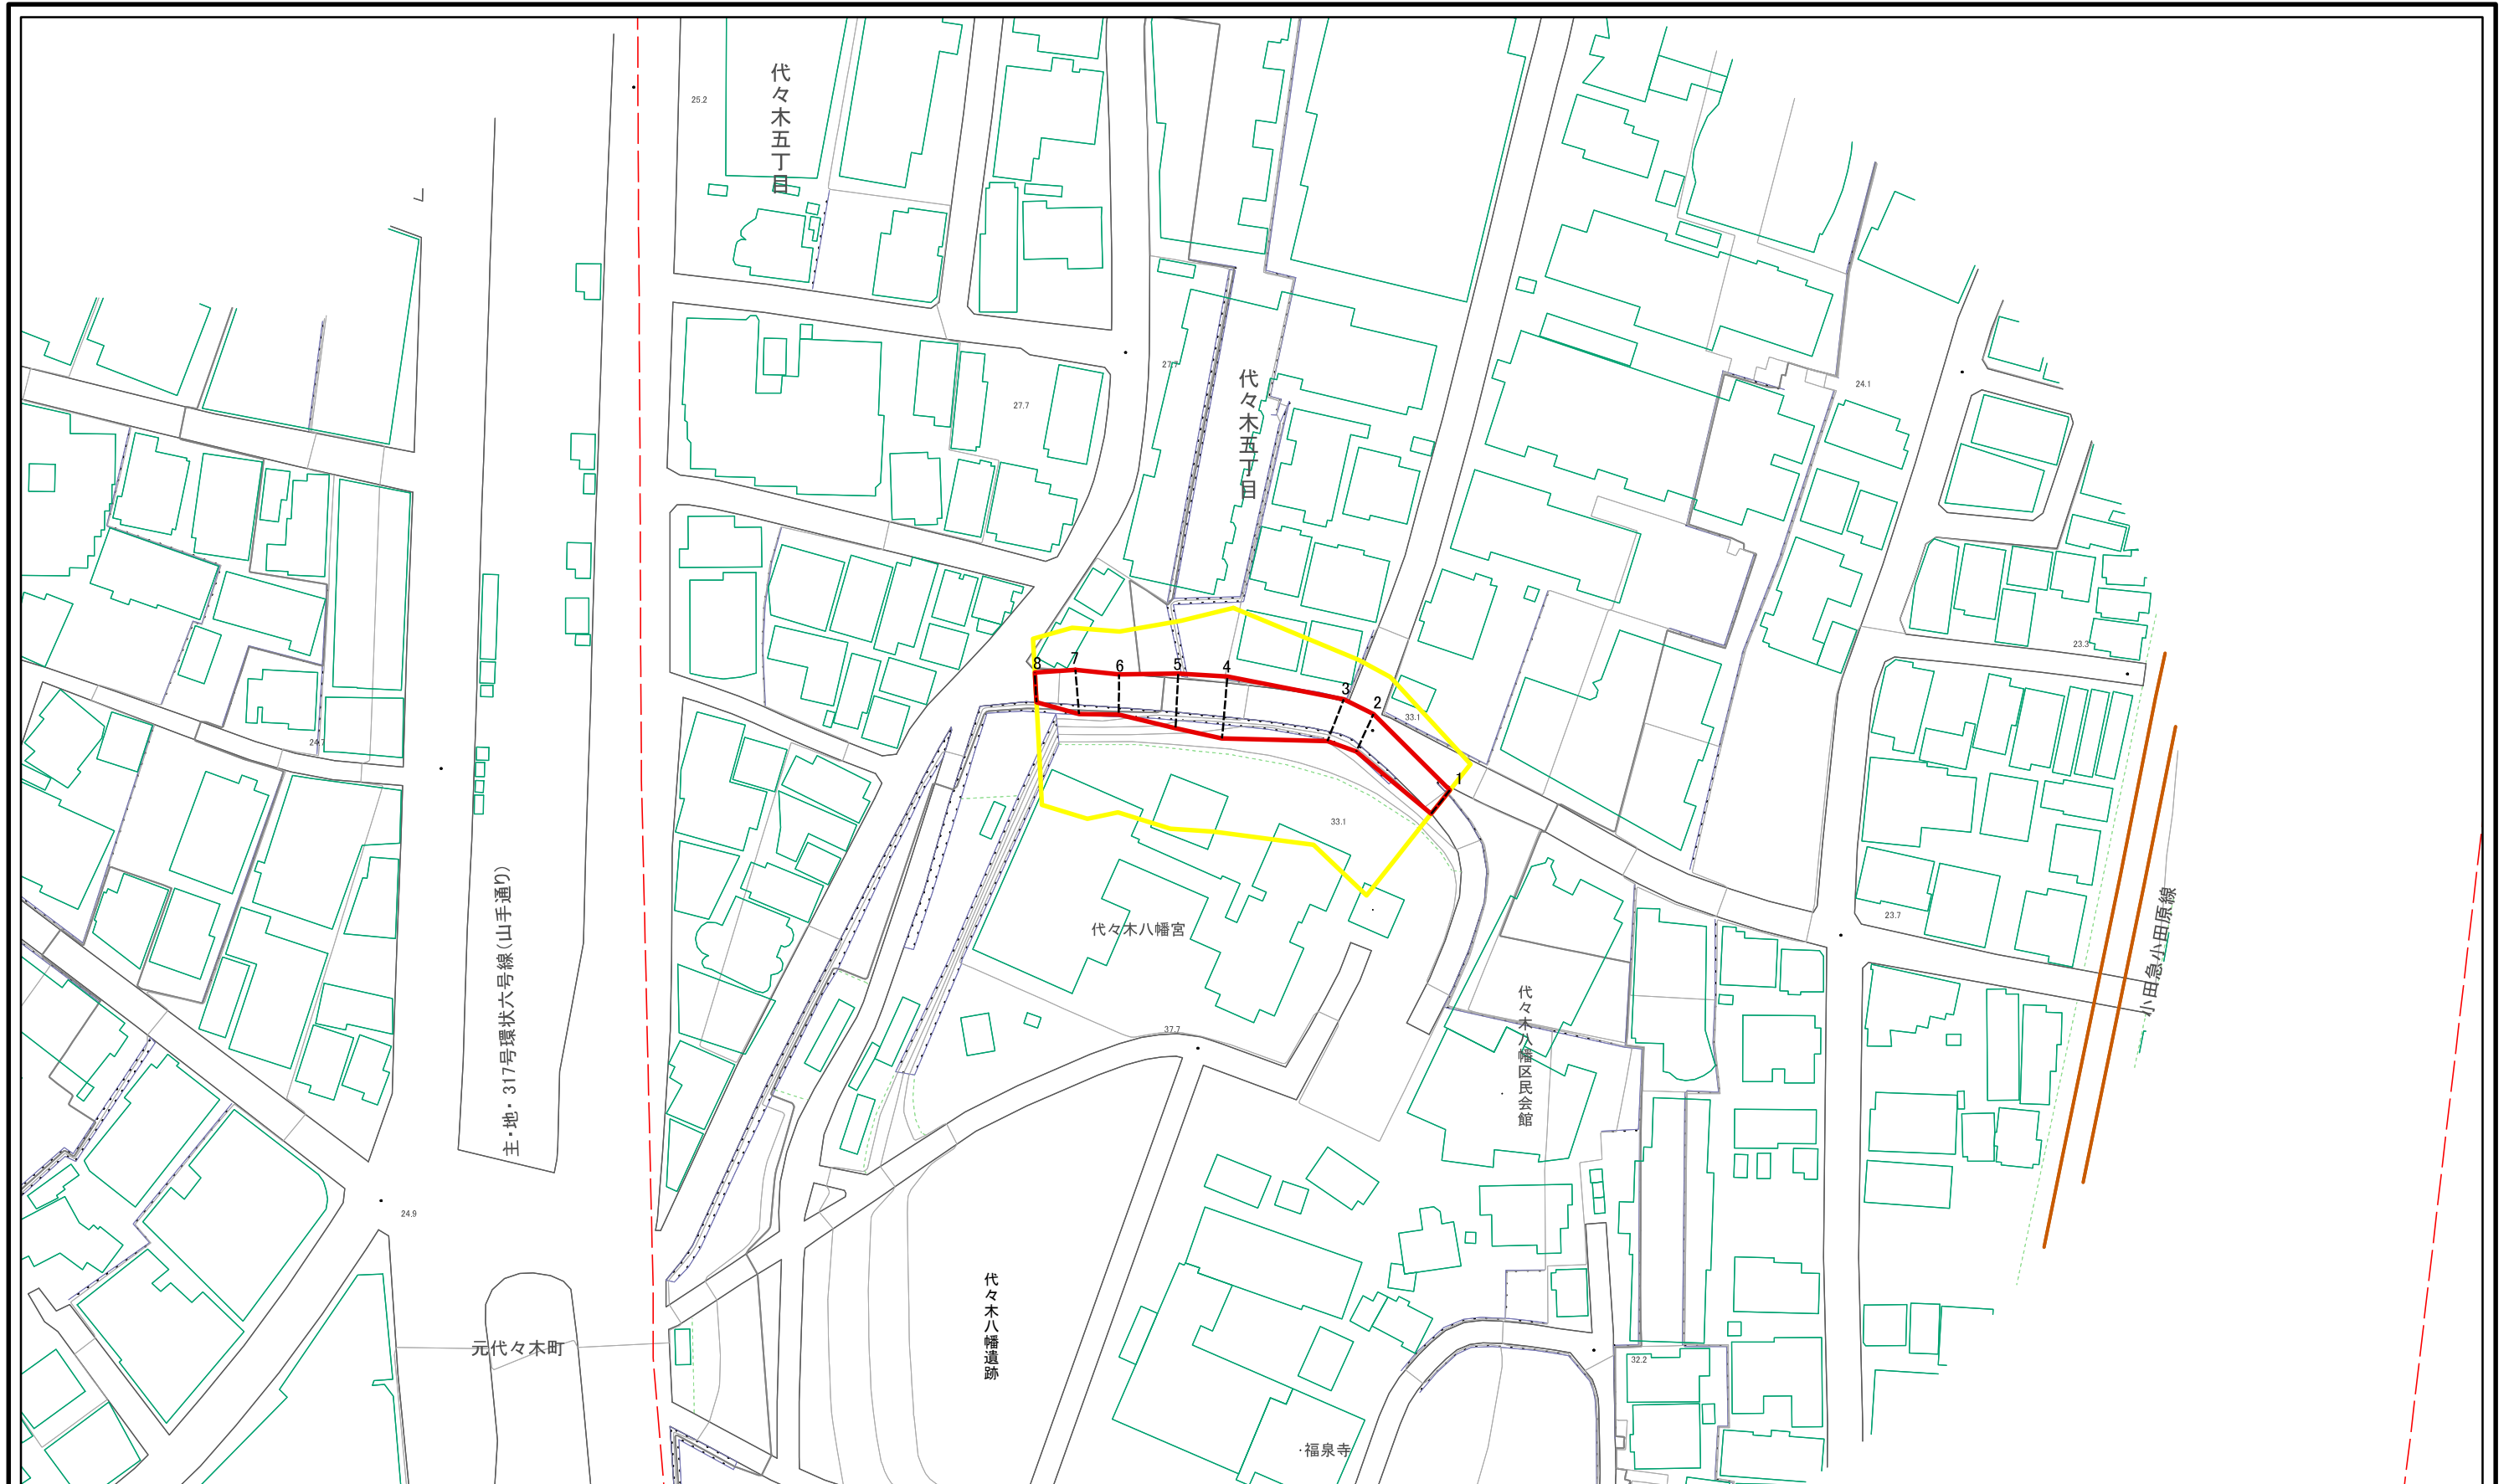 代々木五丁目
25.2
代々木五丁目
27.7
27.7
24.1
23.3
8
7
6
5
4
3
2
1
33.1
33.1
24.7
23.7
主・地・317号環状六号線(山手通り)
代々木八幡宮
小田急小田原線
代々木八幡区民会館
37.7
24.9
元代々木町
代々木八幡遺跡
32.2
・福泉寺